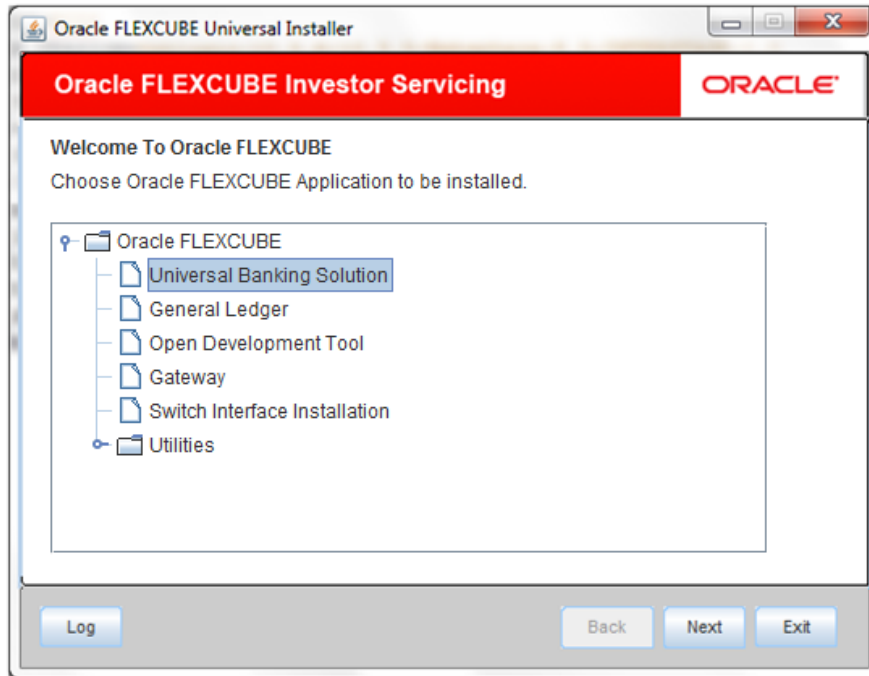 Oracle FLEXCUBE Universal Installer
Oracle FLEXCUBE Investor Servicing
ORACLE
Welcome To Oracle FLEXCUBE
Choose Oracle FLEXCUBE Application to be installed.
Oracle FLEXCUBE
Universal Banking Solution
General Ledger
Open Development Tool
Gateway
Switch Interface Installation
Utilities
Log Back Next Exit